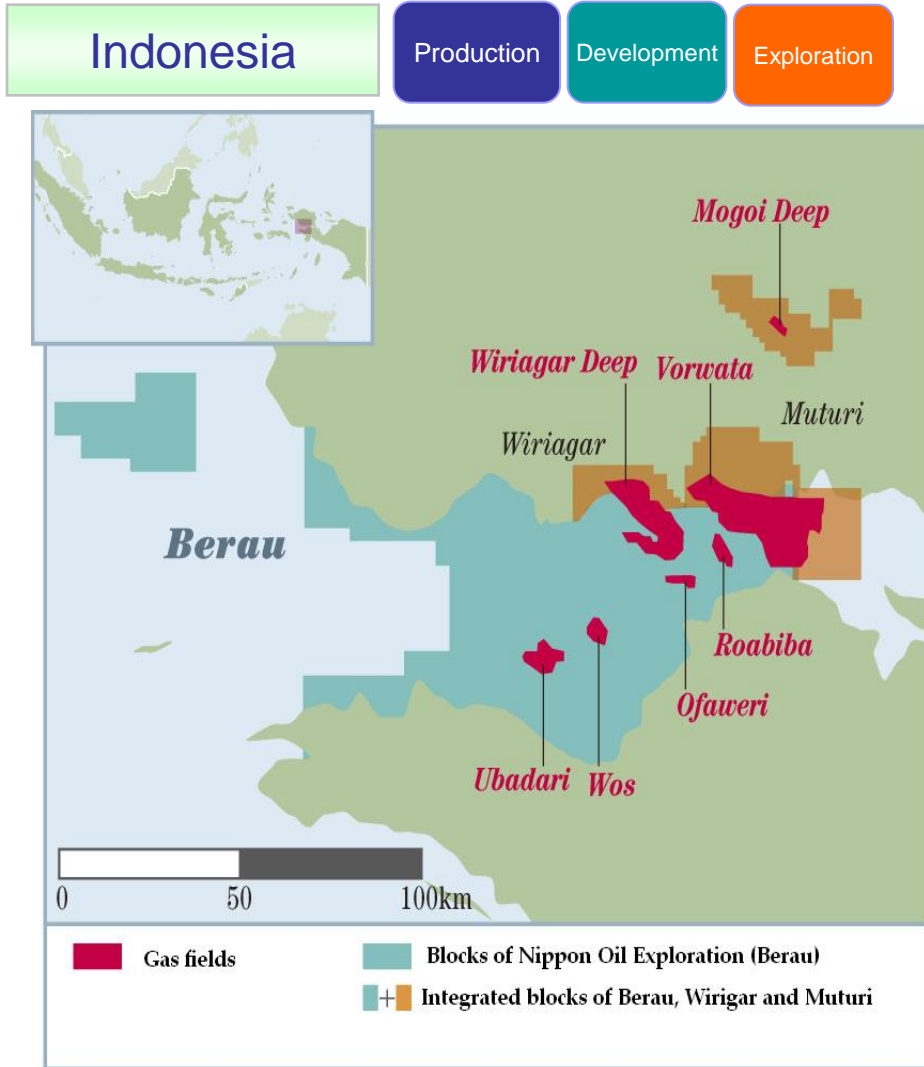 Indonesia
Production
Development
Exploration
Mogoi Deep
Wiriagar Deep
Vorwata
Muturi
Wiriagar
Berau
Roabiba
Ofaweri
Ubadari
Wos
0
50
100km
Gas fields
Blocks of Nippon Oil Exploration (Berau)
+
Integrated blocks of Berau, Wirigar and Muturi